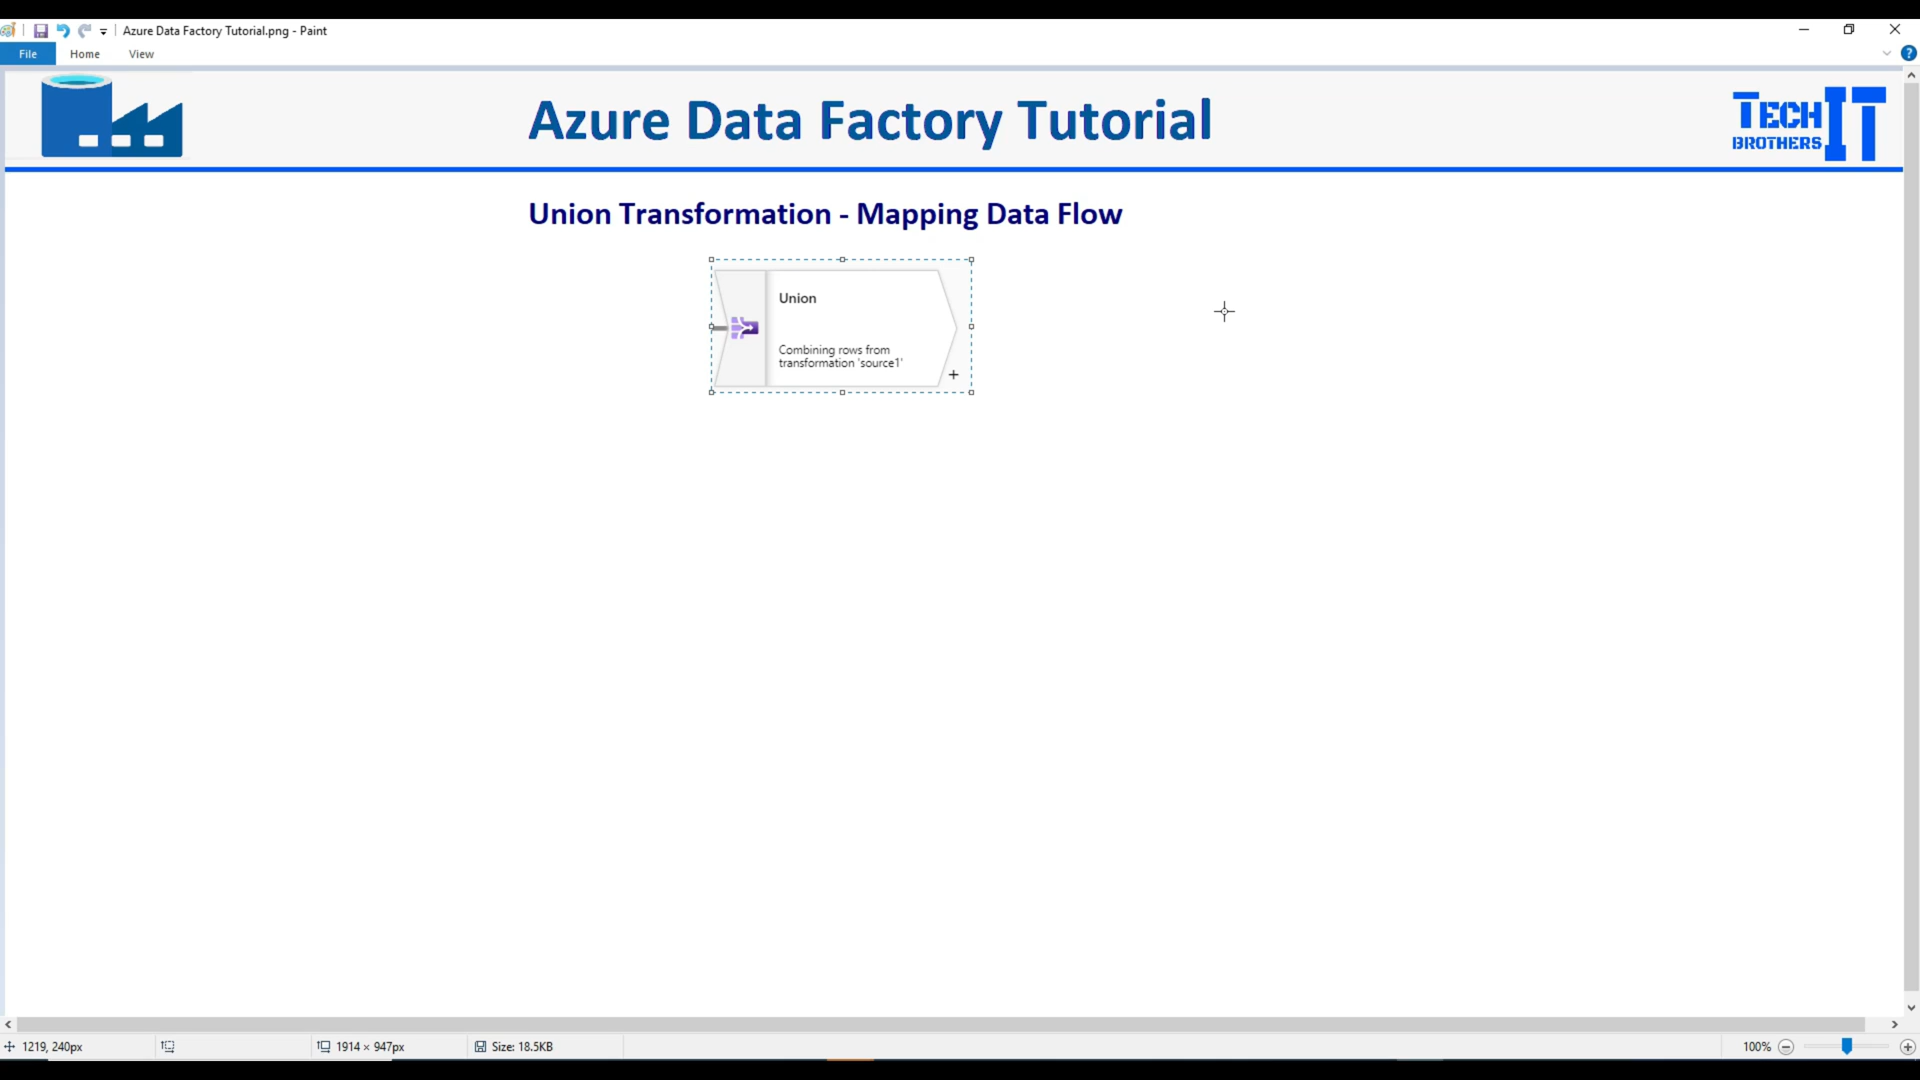 Azure Data Factory Tutorial.png - Paint
File Home View
Azure Data Factory Tutorial
TECH
BROTHERS
IT
Union Transformation - Mapping Data Flow
Union
Combining rows from
transformation 'source1'
1219, 240px
1914 × 947px
Size: 18.5KB
100%